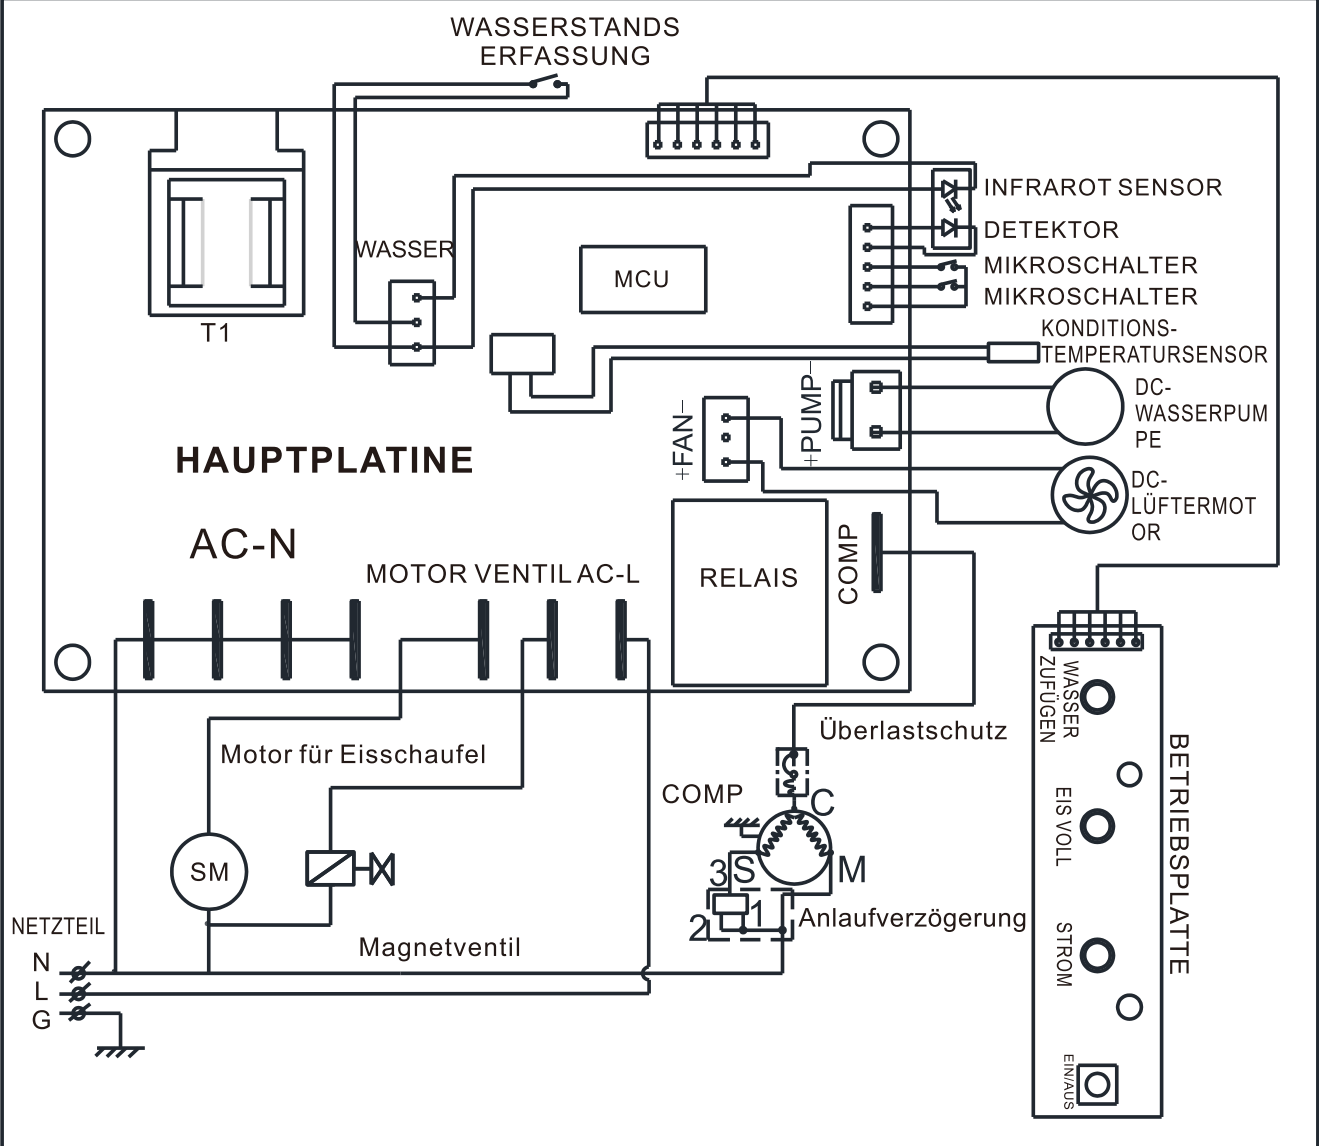 WASSERSTANDS
ERFASSUNG
INFRAROT SENSOR
DETEKTOR
MIKROSCHALTER
MIKROSCHALTER
WASSER
MCU
T1
KONDITIONS-
TEMPERATURSENSOR
+PUMP-
DC-
WASSERPUM
PE
+FAN-
HAUPTPLATINE
DC-
LÜFTERMOT
OR
AC-N
MOTOR VENTIL AC-L
RELAIS
COMP
WASSER
ZUFÜGEN
Überlastschutz
Motor für Eisschaufel
COMP
C
EIS VOLL
BETRIEBSPLATTE
SM
3
S
M
1
2
Anlaufverzögerung
NETZTEIL
Magnetventil
STROM
N
L
G
EIN/AUS